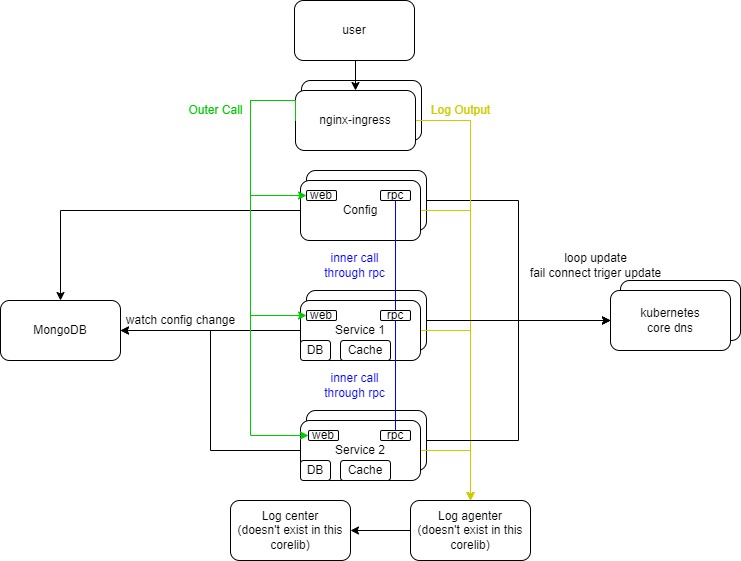 user
Outer Call
Log Output
nginx-ingress
web
rpc
Config
inner call
through rpc
loop update
fail connect triger update
kubernetes
core dns
MongoDB
watch config change
web
rpc
Service 1
DB
Cache
inner call
through rpc
web
rpc
Service 2
DB
Cache
Log center
(doesn't exist in this
corelib)
Log agenter
(doesn't exist in this
corelib)